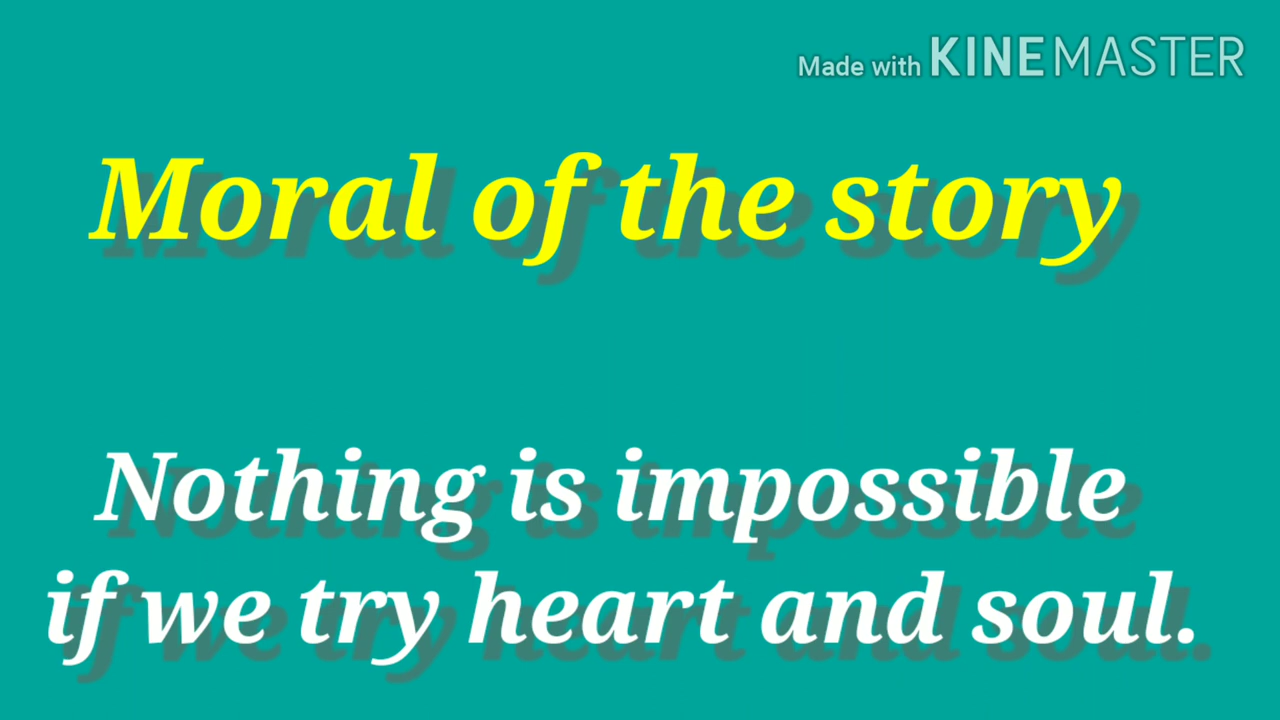 Made with KINEMASTER
Moral of the story
Nothing is impossible
if we try heart and soul.